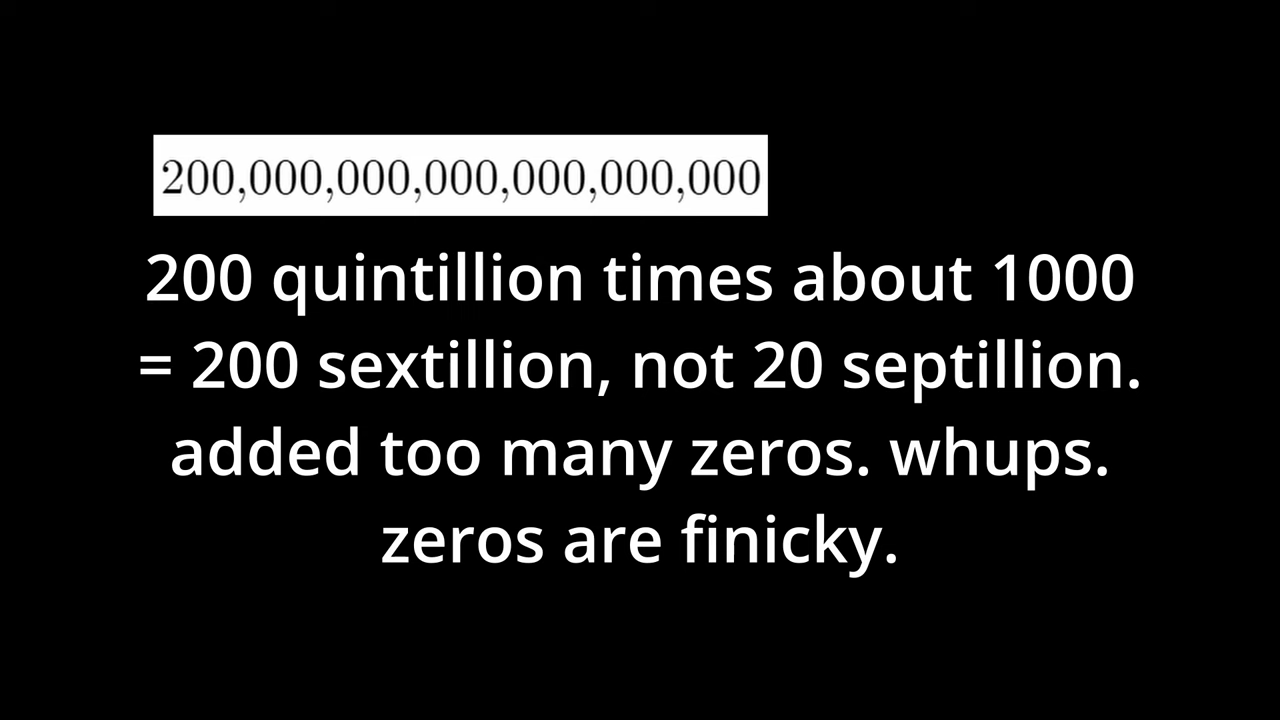 200,000,000,000,000,000,000
200 quintillion times about 1000
= 200 sextillion, not 20 septillion.
added too many zeros. whups.
zeros are finicky.